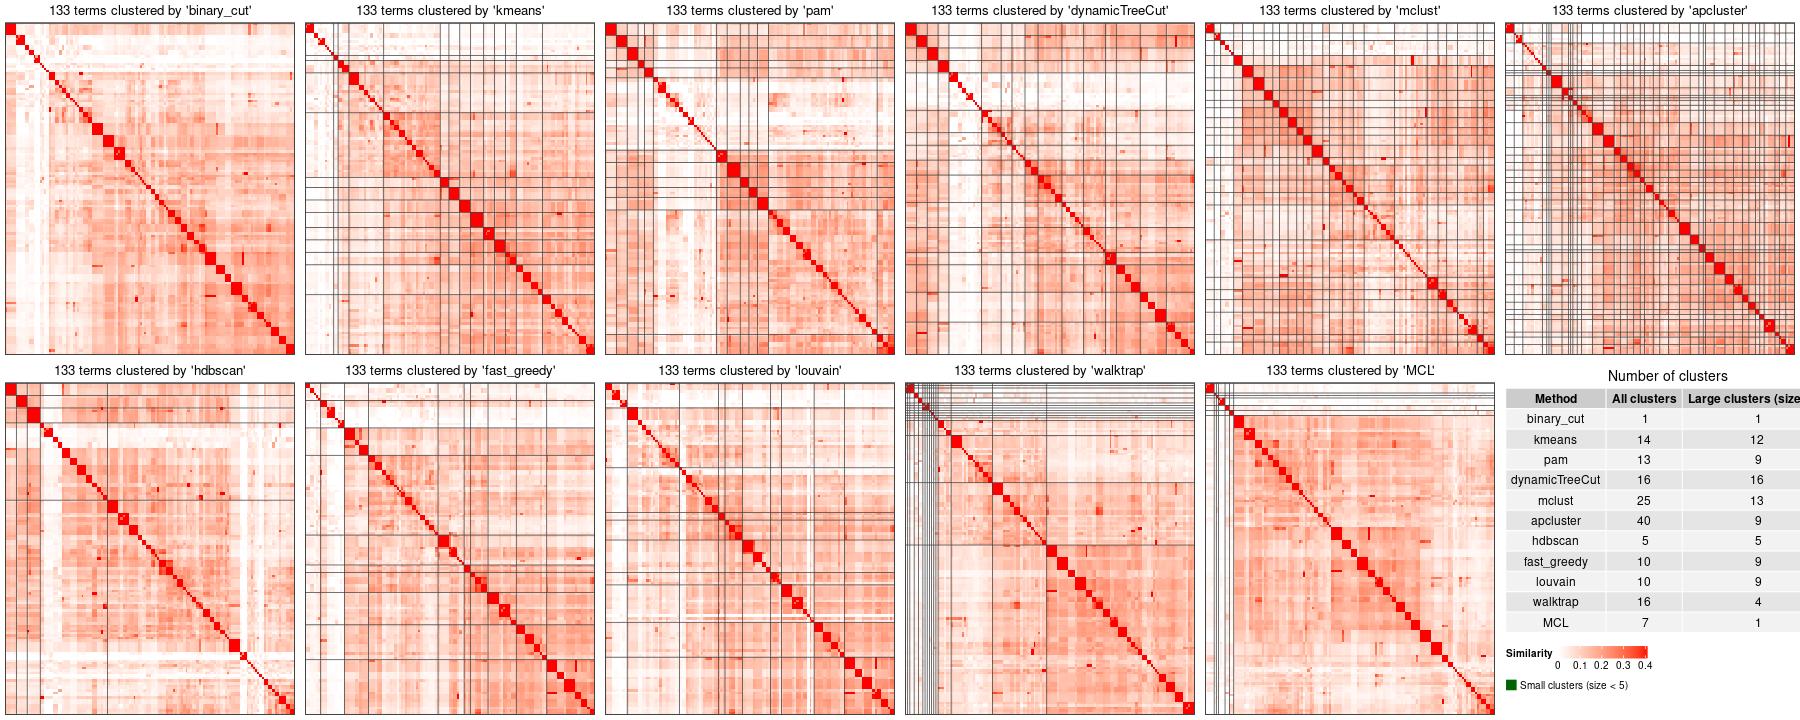 133 terms clustered by 'binary_cut'
133 terms clustered by 'kmeans'
133 terms clustered by 'pam'
133 terms clustered by 'dynamicTreeCut'
133 terms clustered by 'mclust'
133 terms clustered by 'apcluster'
133 terms clustered by 'hdbscan'
133 terms clustered by 'fast_greedy'
133 terms clustered by 'louvain'
133 terms clustered by 'walktrap'
133 terms clustered by 'MCL'
Number of clusters
Method All clusters Large clusters (size
binary_cut 1 1
kmeans 14 12
pam 13 9
dynamicTreeCut 16 16
mclust 25 13
apcluster 40 9
hdbscan 5 5
fast_greedy 10 9
louvain 10 9
walktrap 16 4
MCL 7 1
Similarity
0 0.1 0.2 0.3 0.4
Small clusters (size < 5)